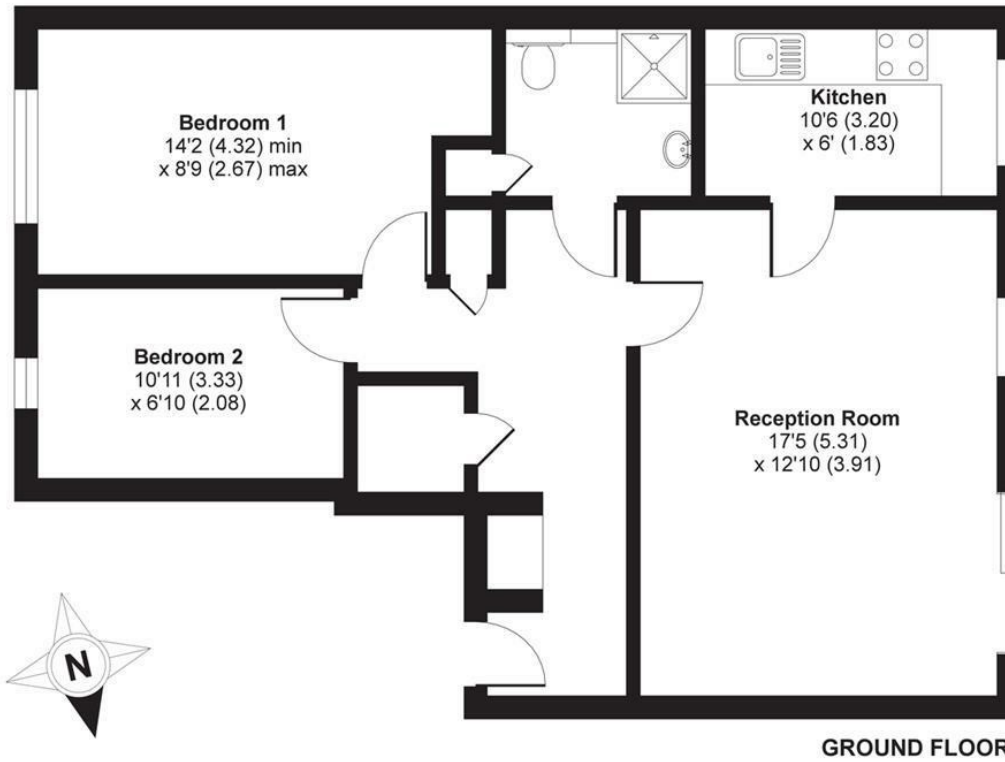 Bedroom 1
14'2 (4.32) min
x 8'9 (2.67) max
Kitchen
10'6 (3.20)
x 6' (1.83)
Bedroom 2
10'11 (3.33)
x 6'10 (2.08)
Reception Room
17'5 (5.31)
x 12'10 (3.91)
N
GROUND FLOOR